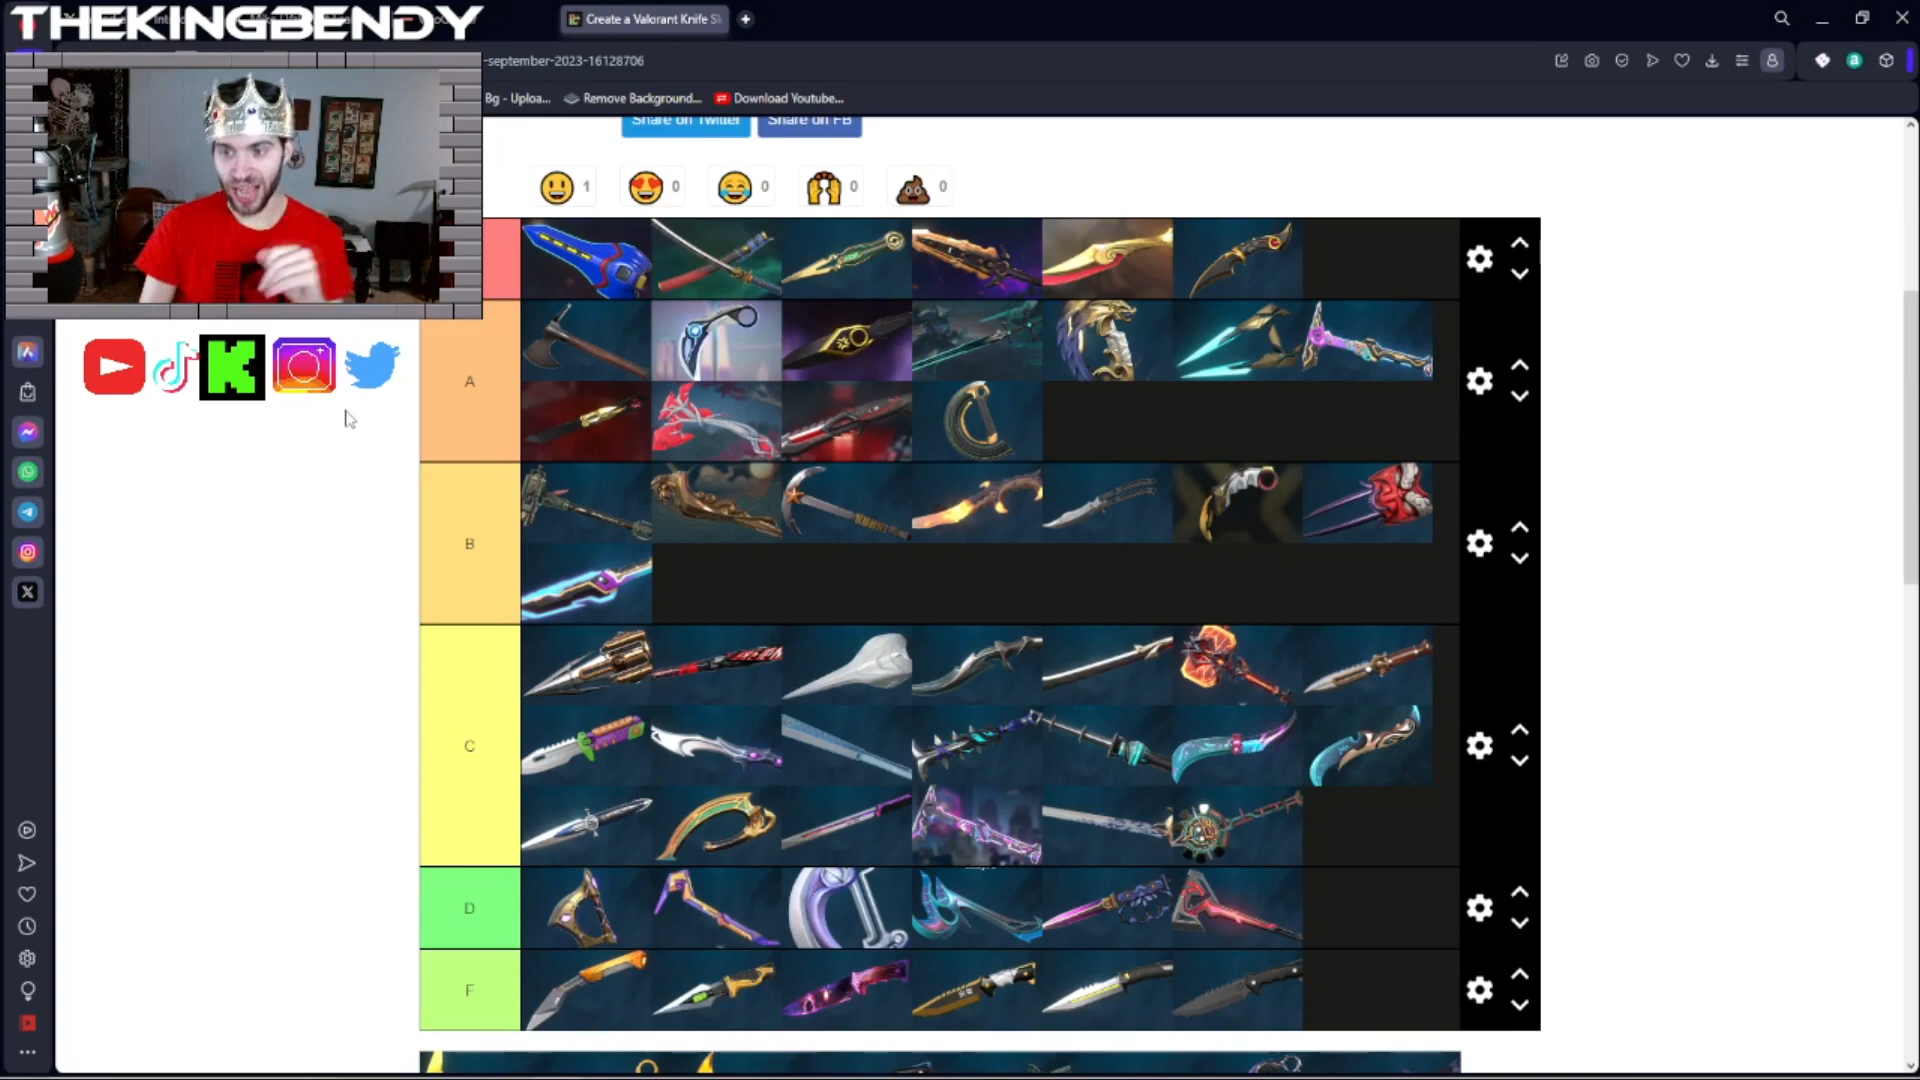 THEKINGBENDY
Create a Valorant Knife S
-september-2023-16128706
Bg - Uploa...
Remove Background...
Download Youtube...
Share on Twitter
Share on FB
1
0
0
0
0
A
B
C
D
F